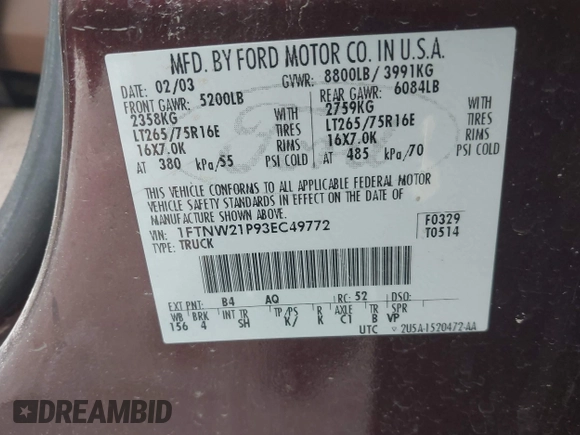 MFD. BY FORD MOTOR CO. IN U.S.A.
DATE: 02/03 GVWR: 8800LB/ 3991KG
FRONT GAWR: 5200LB REAR GAWR: 6084LB
2358KG WITH 2759KG WITH
LT265/75R16E TIRES LT265/75R16E TIRES
16X7.0K RIMS 16X7.0K RIMS
AT 380 kPa/55 PSI COLD AT 485 kPa/70 PSI COLD
THIS VEHICLE CONFORMS TO ALL APPLICABLE FEDERAL MOTOR
VEHICLE SAFETY STANDARDS IN EFFECT ON THE DATE OF
MANUFACTURE SHOWN ABOVE.
VIN: 1FTNW21P93EC49772 F0329
TYPE: TRUCK T0514
EXT PNT: B4 AQ RC: 52 DSO:
WB BRK INT TR TP/PS R AXLE TR SPR
156 4 SH K/ K C1 B VP
UTC 2U5A-1520472-AA
Ford
DREAMBID